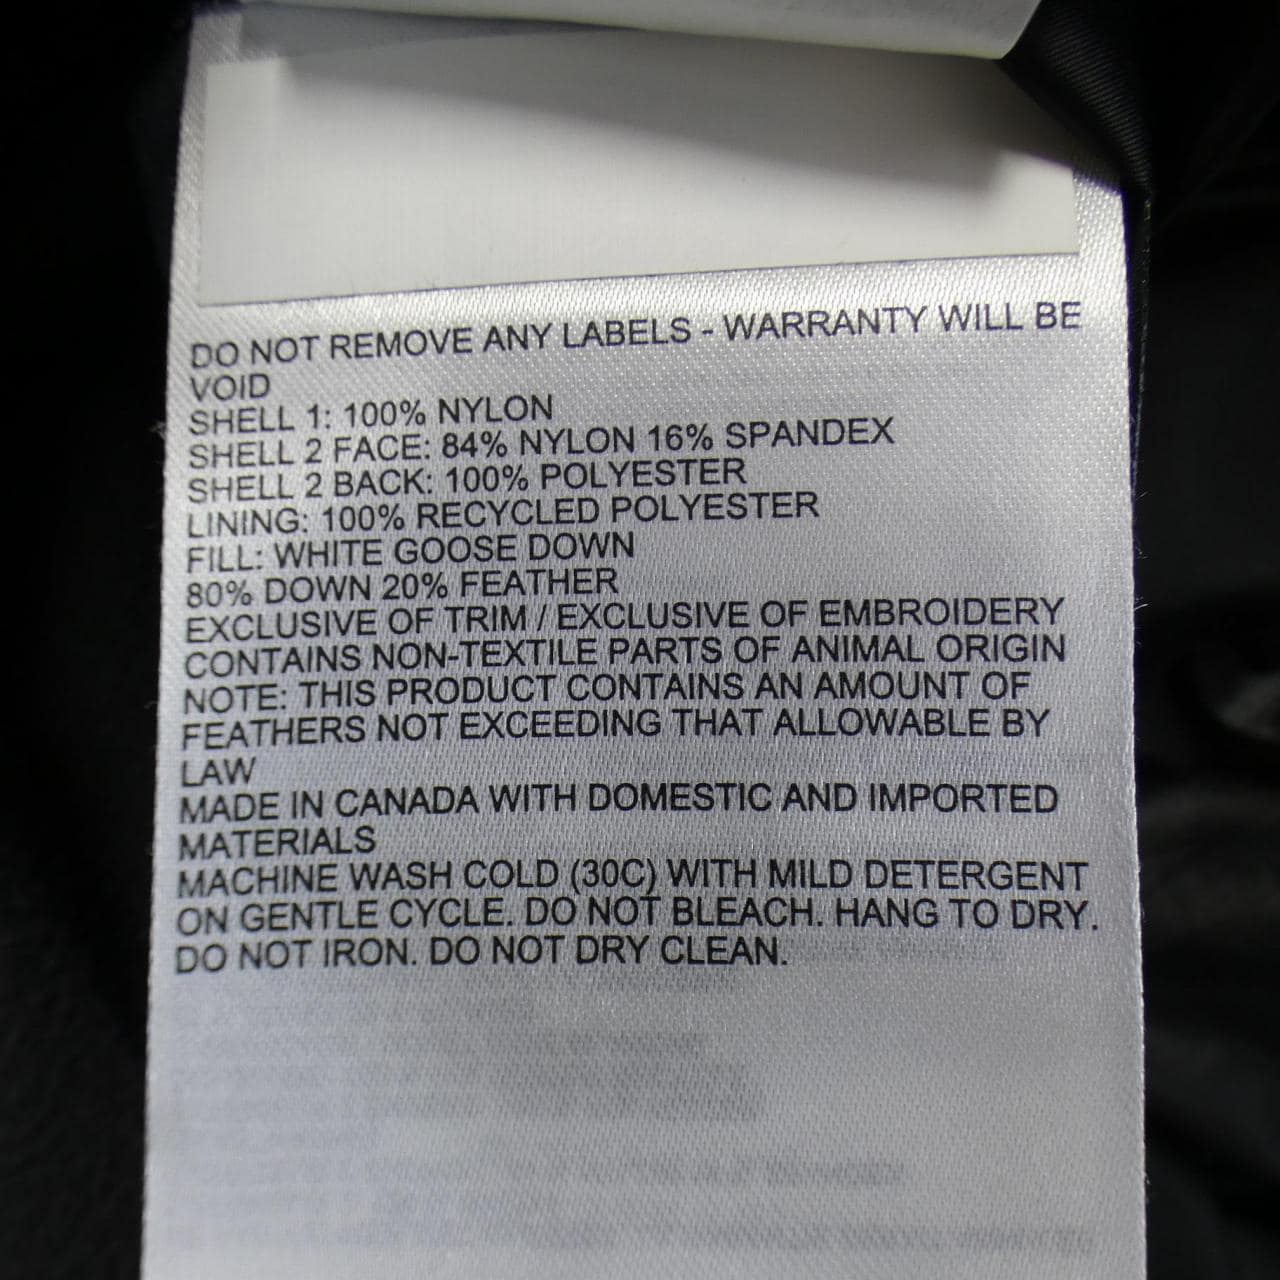 DO NOT REMOVE ANY LABELS - WARRANTY WILL BE
VOID
SHELL 1: 100% NYLON
SHELL 2 FACE: 84% NYLON 16% SPANDEX
SHELL 2 BACK: 100% POLYESTER
LINING: 100% RECYCLED POLYESTER
FILL: WHITE GOOSE DOWN
80% DOWN 20% FEATHER
EXCLUSIVE OF TRIM / EXCLUSIVE OF EMBROIDERY
CONTAINS NON-TEXTILE PARTS OF ANIMAL ORIGIN
NOTE: THIS PRODUCT CONTAINS AN AMOUNT OF
FEATHERS NOT EXCEEDING THAT ALLOWABLE BY
LAW
MADE IN CANADA WITH DOMESTIC AND IMPORTED
MATERIALS
MACHINE WASH COLD (30C) WITH MILD DETERGENT
ON GENTLE CYCLE. DO NOT BLEACH. HANG TO DRY.
DO NOT IRON. DO NOT DRY CLEAN.